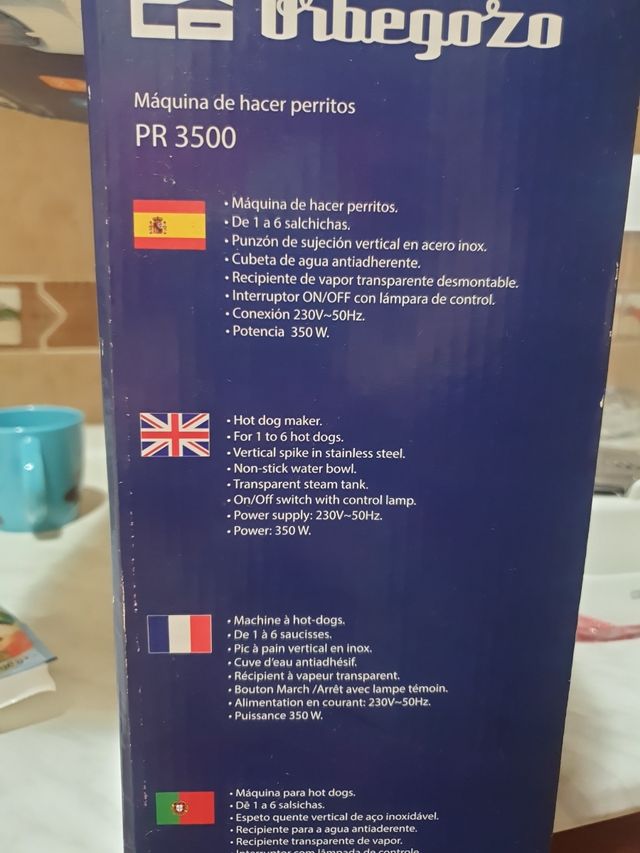 Orbegozo
Máquina de hacer perritos
PR 3500
• Máquina de hacer perritos.
• De 1 a 6 salchichas.
• Punzón de sujeción vertical en acero inox.
• Cubeta de agua antiadherente.
• Recipiente de vapor transparente desmontable.
• Interruptor ON/OFF con lámpara de control.
• Conexión 230V~50Hz.
• Potencia 350 W.
• Hot dog maker.
• For 1 to 6 hot dogs.
• Vertical spike in stainless steel.
• Non-stick water bowl.
• Transparent steam tank.
• On/Off switch with control lamp.
• Power supply: 230V~50Hz.
• Power: 350 W.
• Machine à hot-dogs.
• De 1 à 6 saucisses.
• Pic à pain vertical en inox.
• Cuve d'eau antiadhésif.
• Récipient à vapeur transparent.
• Bouton March /Arrêt avec lampe témoin.
• Alimentation en courant: 230V~50Hz.
• Puissance 350 W.
• Máquina para hot dogs.
• Dê 1 a 6 salsichas.
• Espeto quente vertical de aço inoxidável.
• Recipiente para a agua antiaderente.
• Recipiente transparente de vapor.
• Interruptor com lâmpada de controle